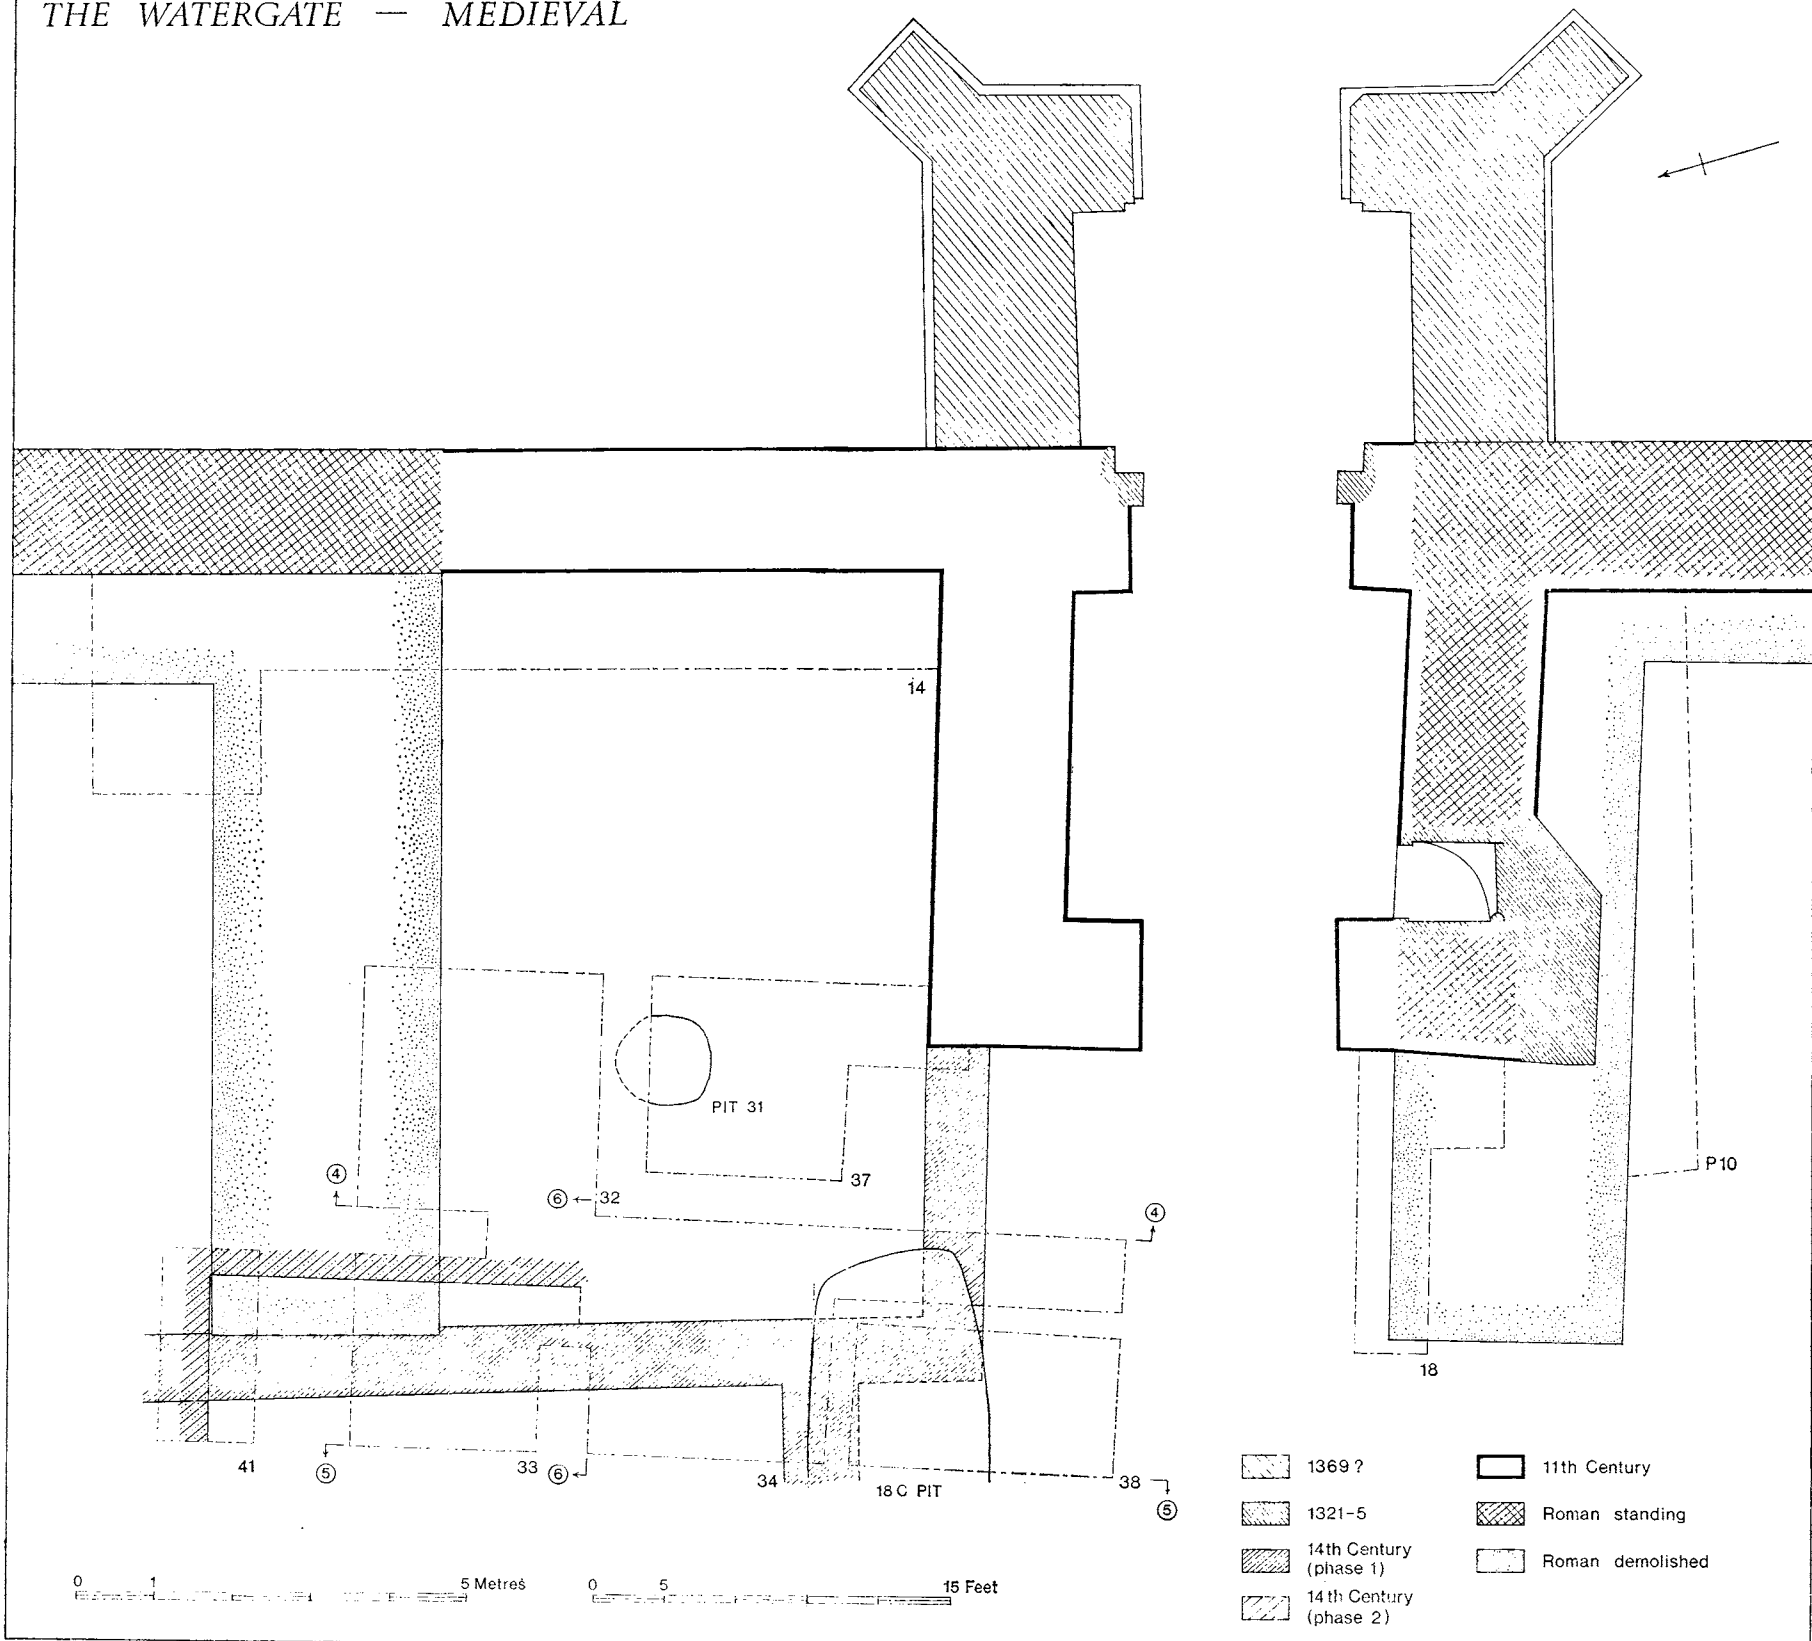 THE WATERGATE — MEDIEVAL
14
PIT 31
37
④
⑥ ← 32
④
P10
18
41
⑤
33
⑥
34
18 C PIT
38
⑤
1369 ?
11th Century
1321-5
Roman standing
14th Century
(phase 1)
Roman demolished
14th Century
(phase 2)
0 1 5 Metres
0 5 15 Feet